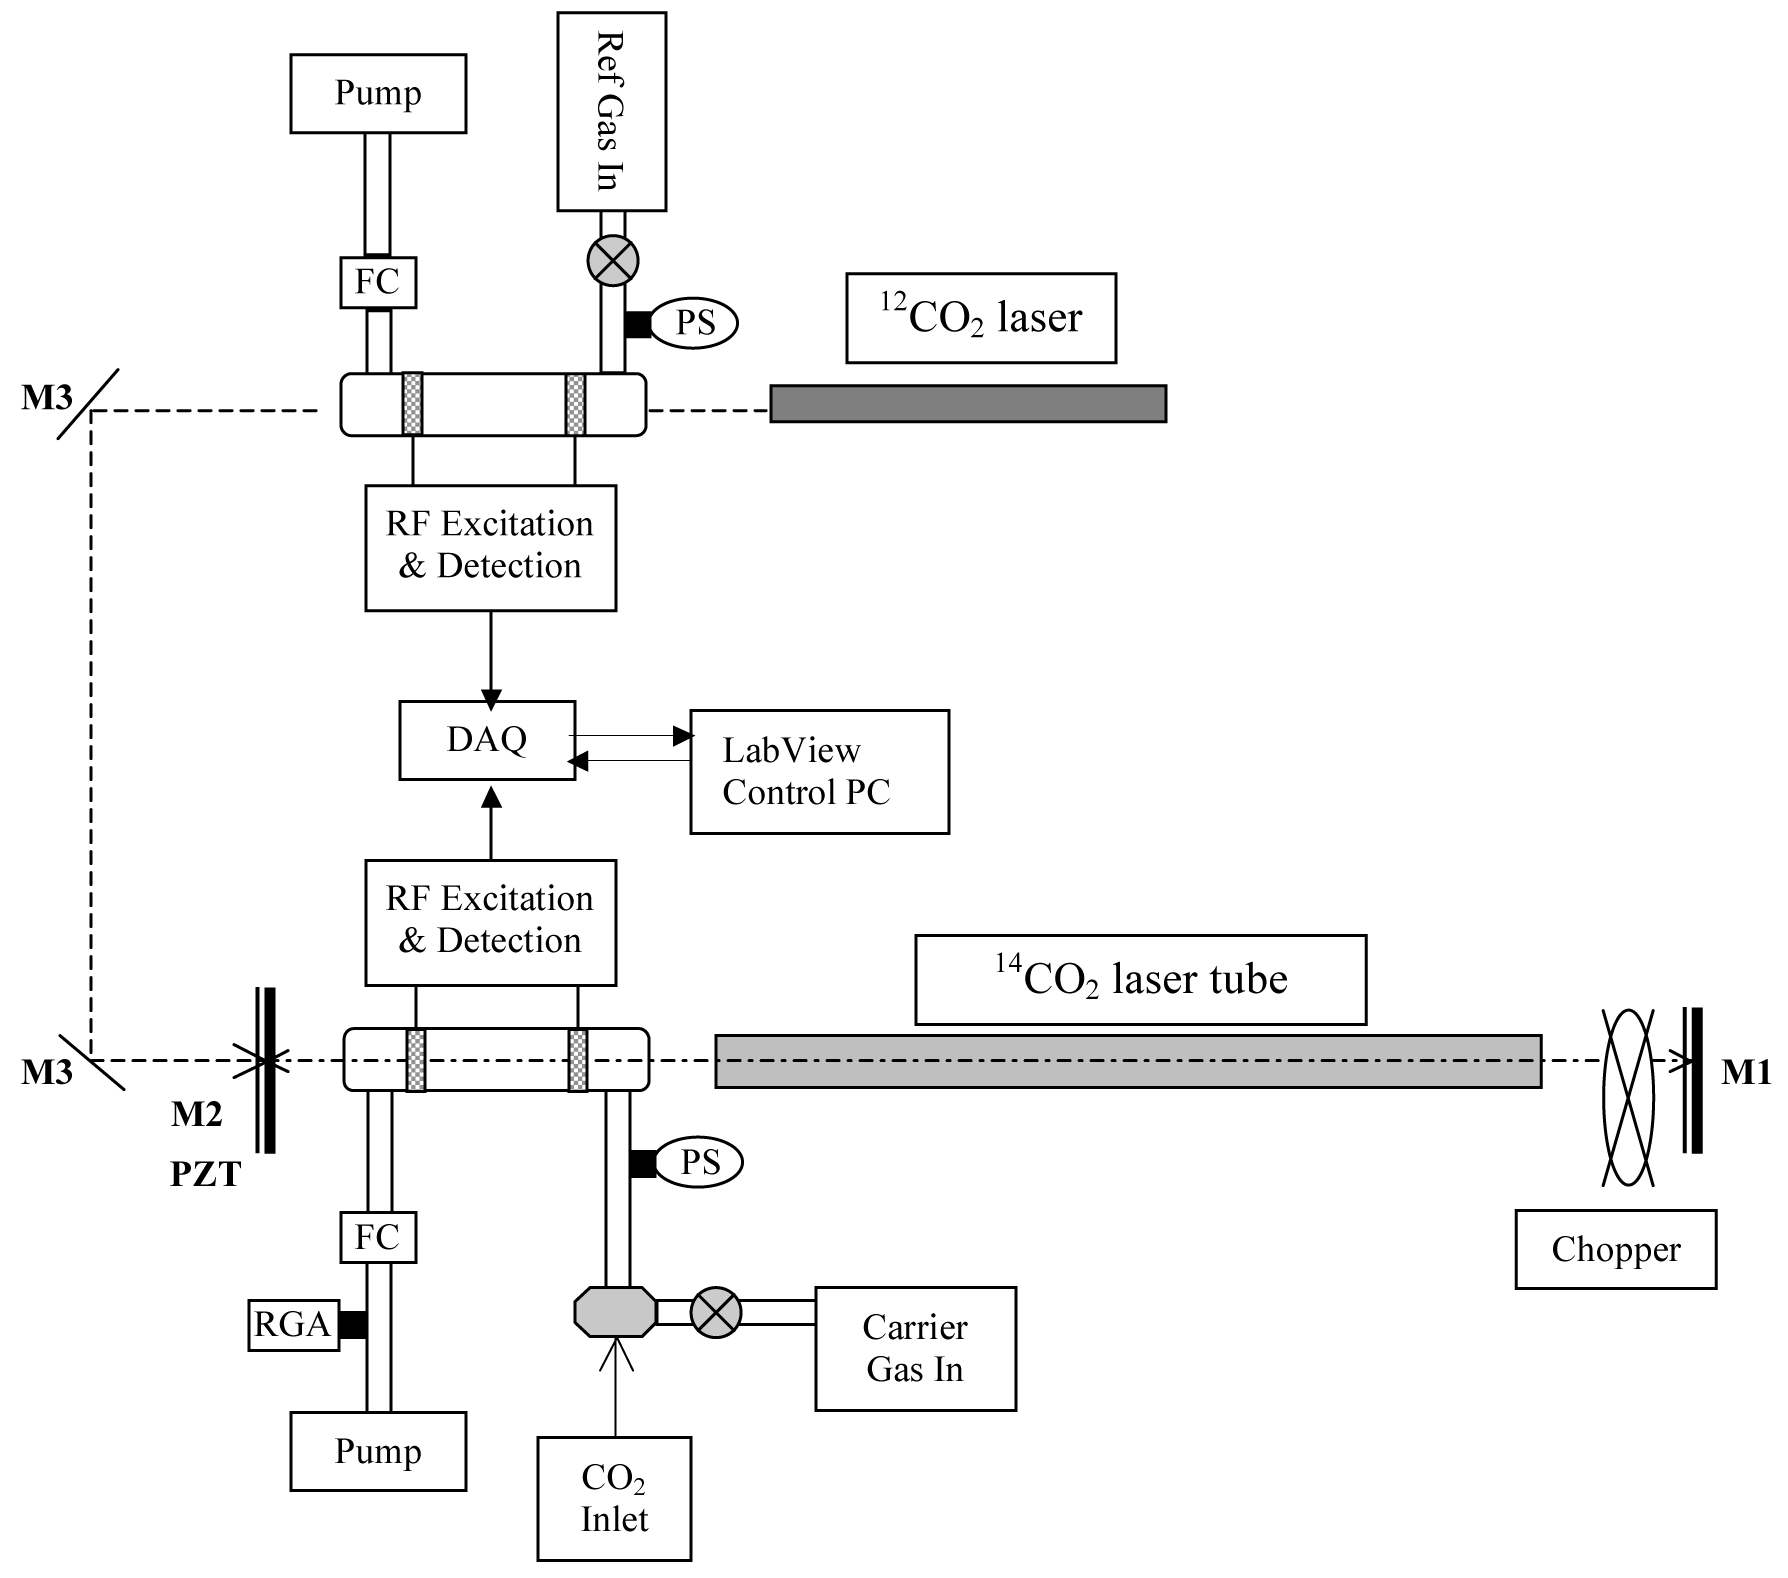 Pump
Ref Gas In
FC
PS
¹²CO₂ laser
M3
RF Excitation
& Detection
DAQ
LabView
Control PC
RF Excitation
& Detection
¹⁴CO₂ laser tube
M3
M2
PZT
M1
PS
FC
Chopper
RGA
Carrier
Gas In
Pump
CO₂
Inlet